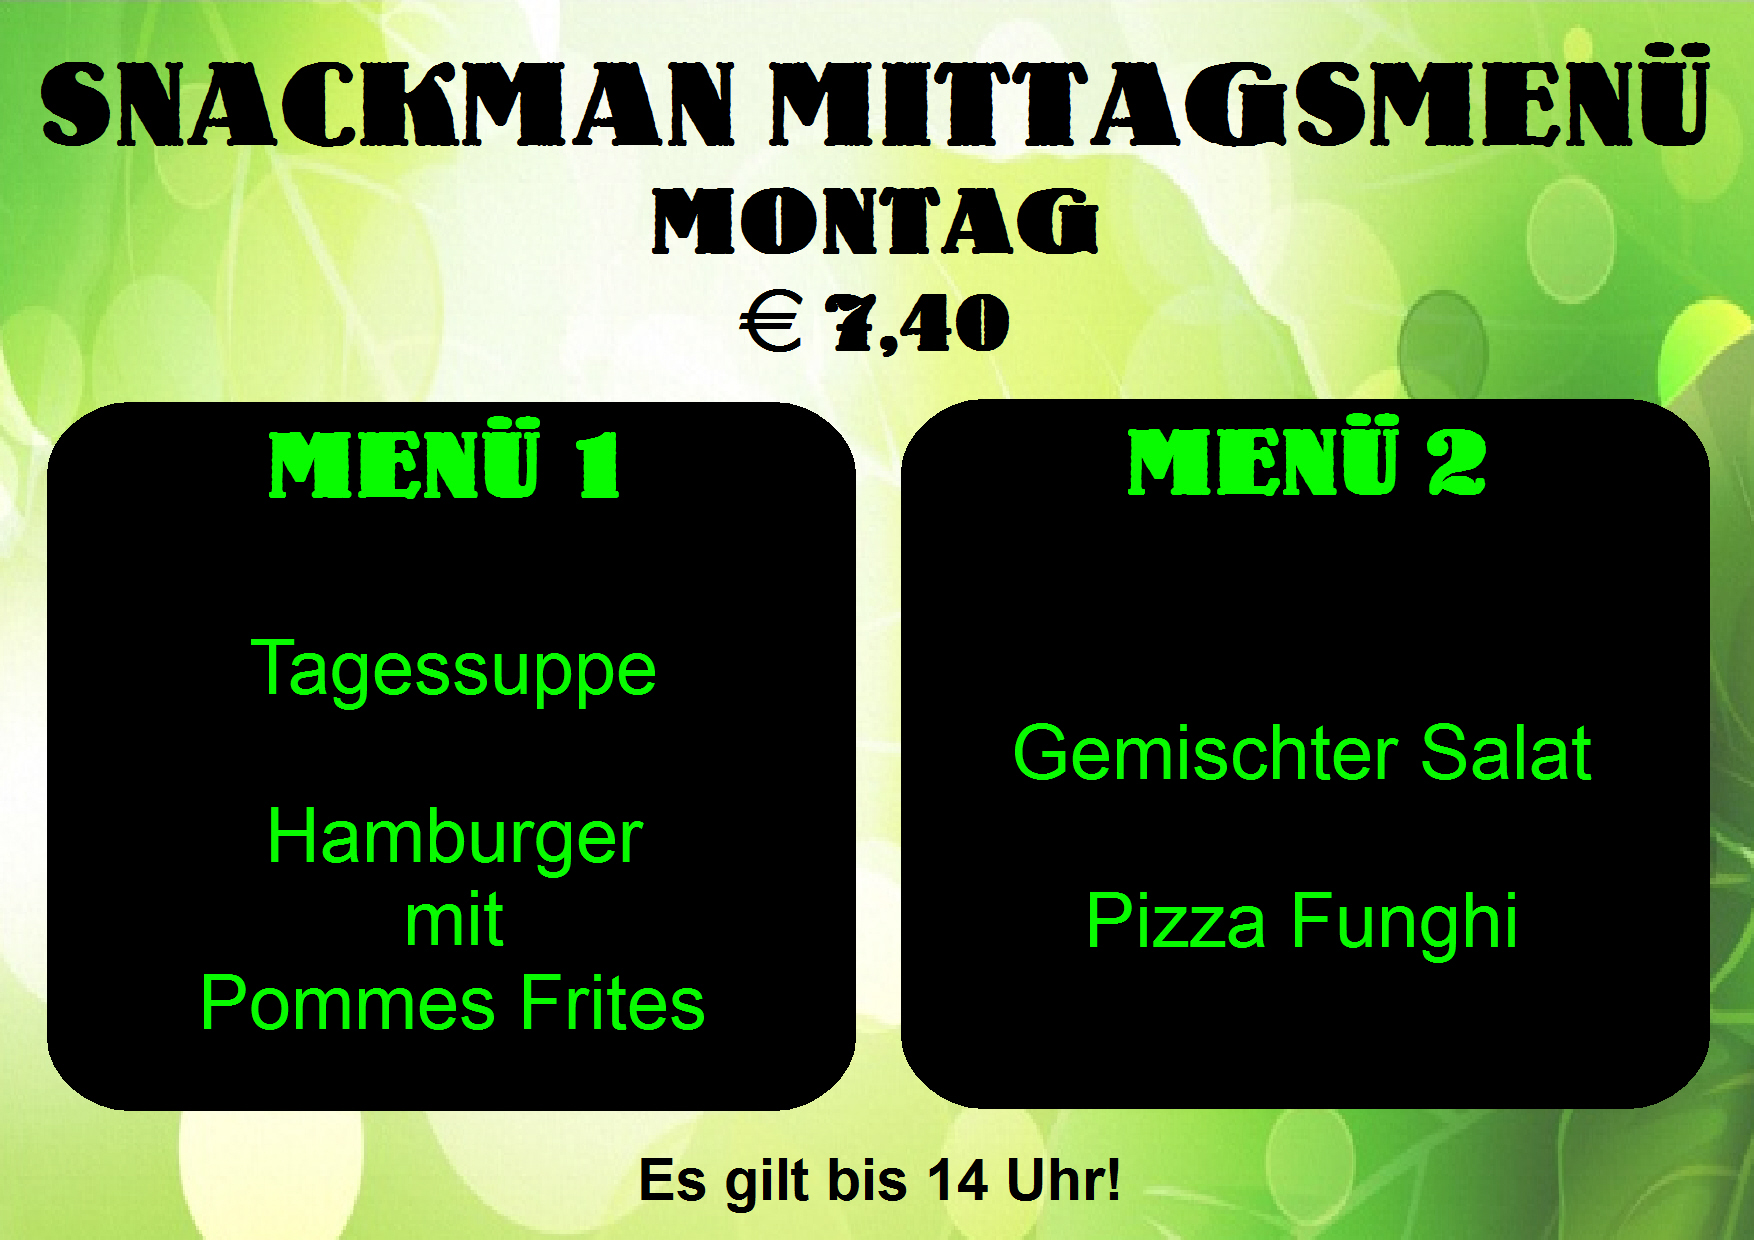 SNACKMAN MITTAGSMENÜ
MONTAG
€ 7,40
MENÜ 1
Tagessuppe
Hamburger
mit
Pommes Frites
MENÜ 2
Gemischter Salat
Pizza Funghi
Es gilt bis 14 Uhr!